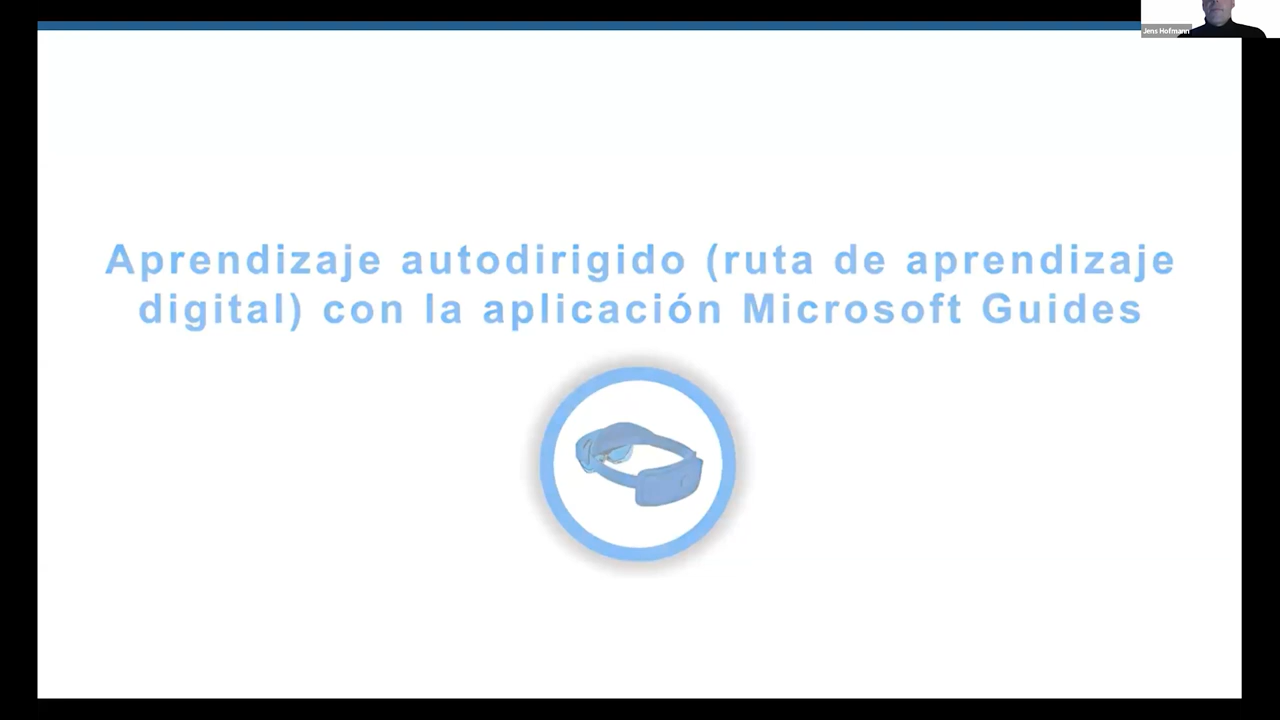 Jens Hofmann
Aprendizaje autodirigido (ruta de aprendizaje
digital) con la aplicación Microsoft Guides